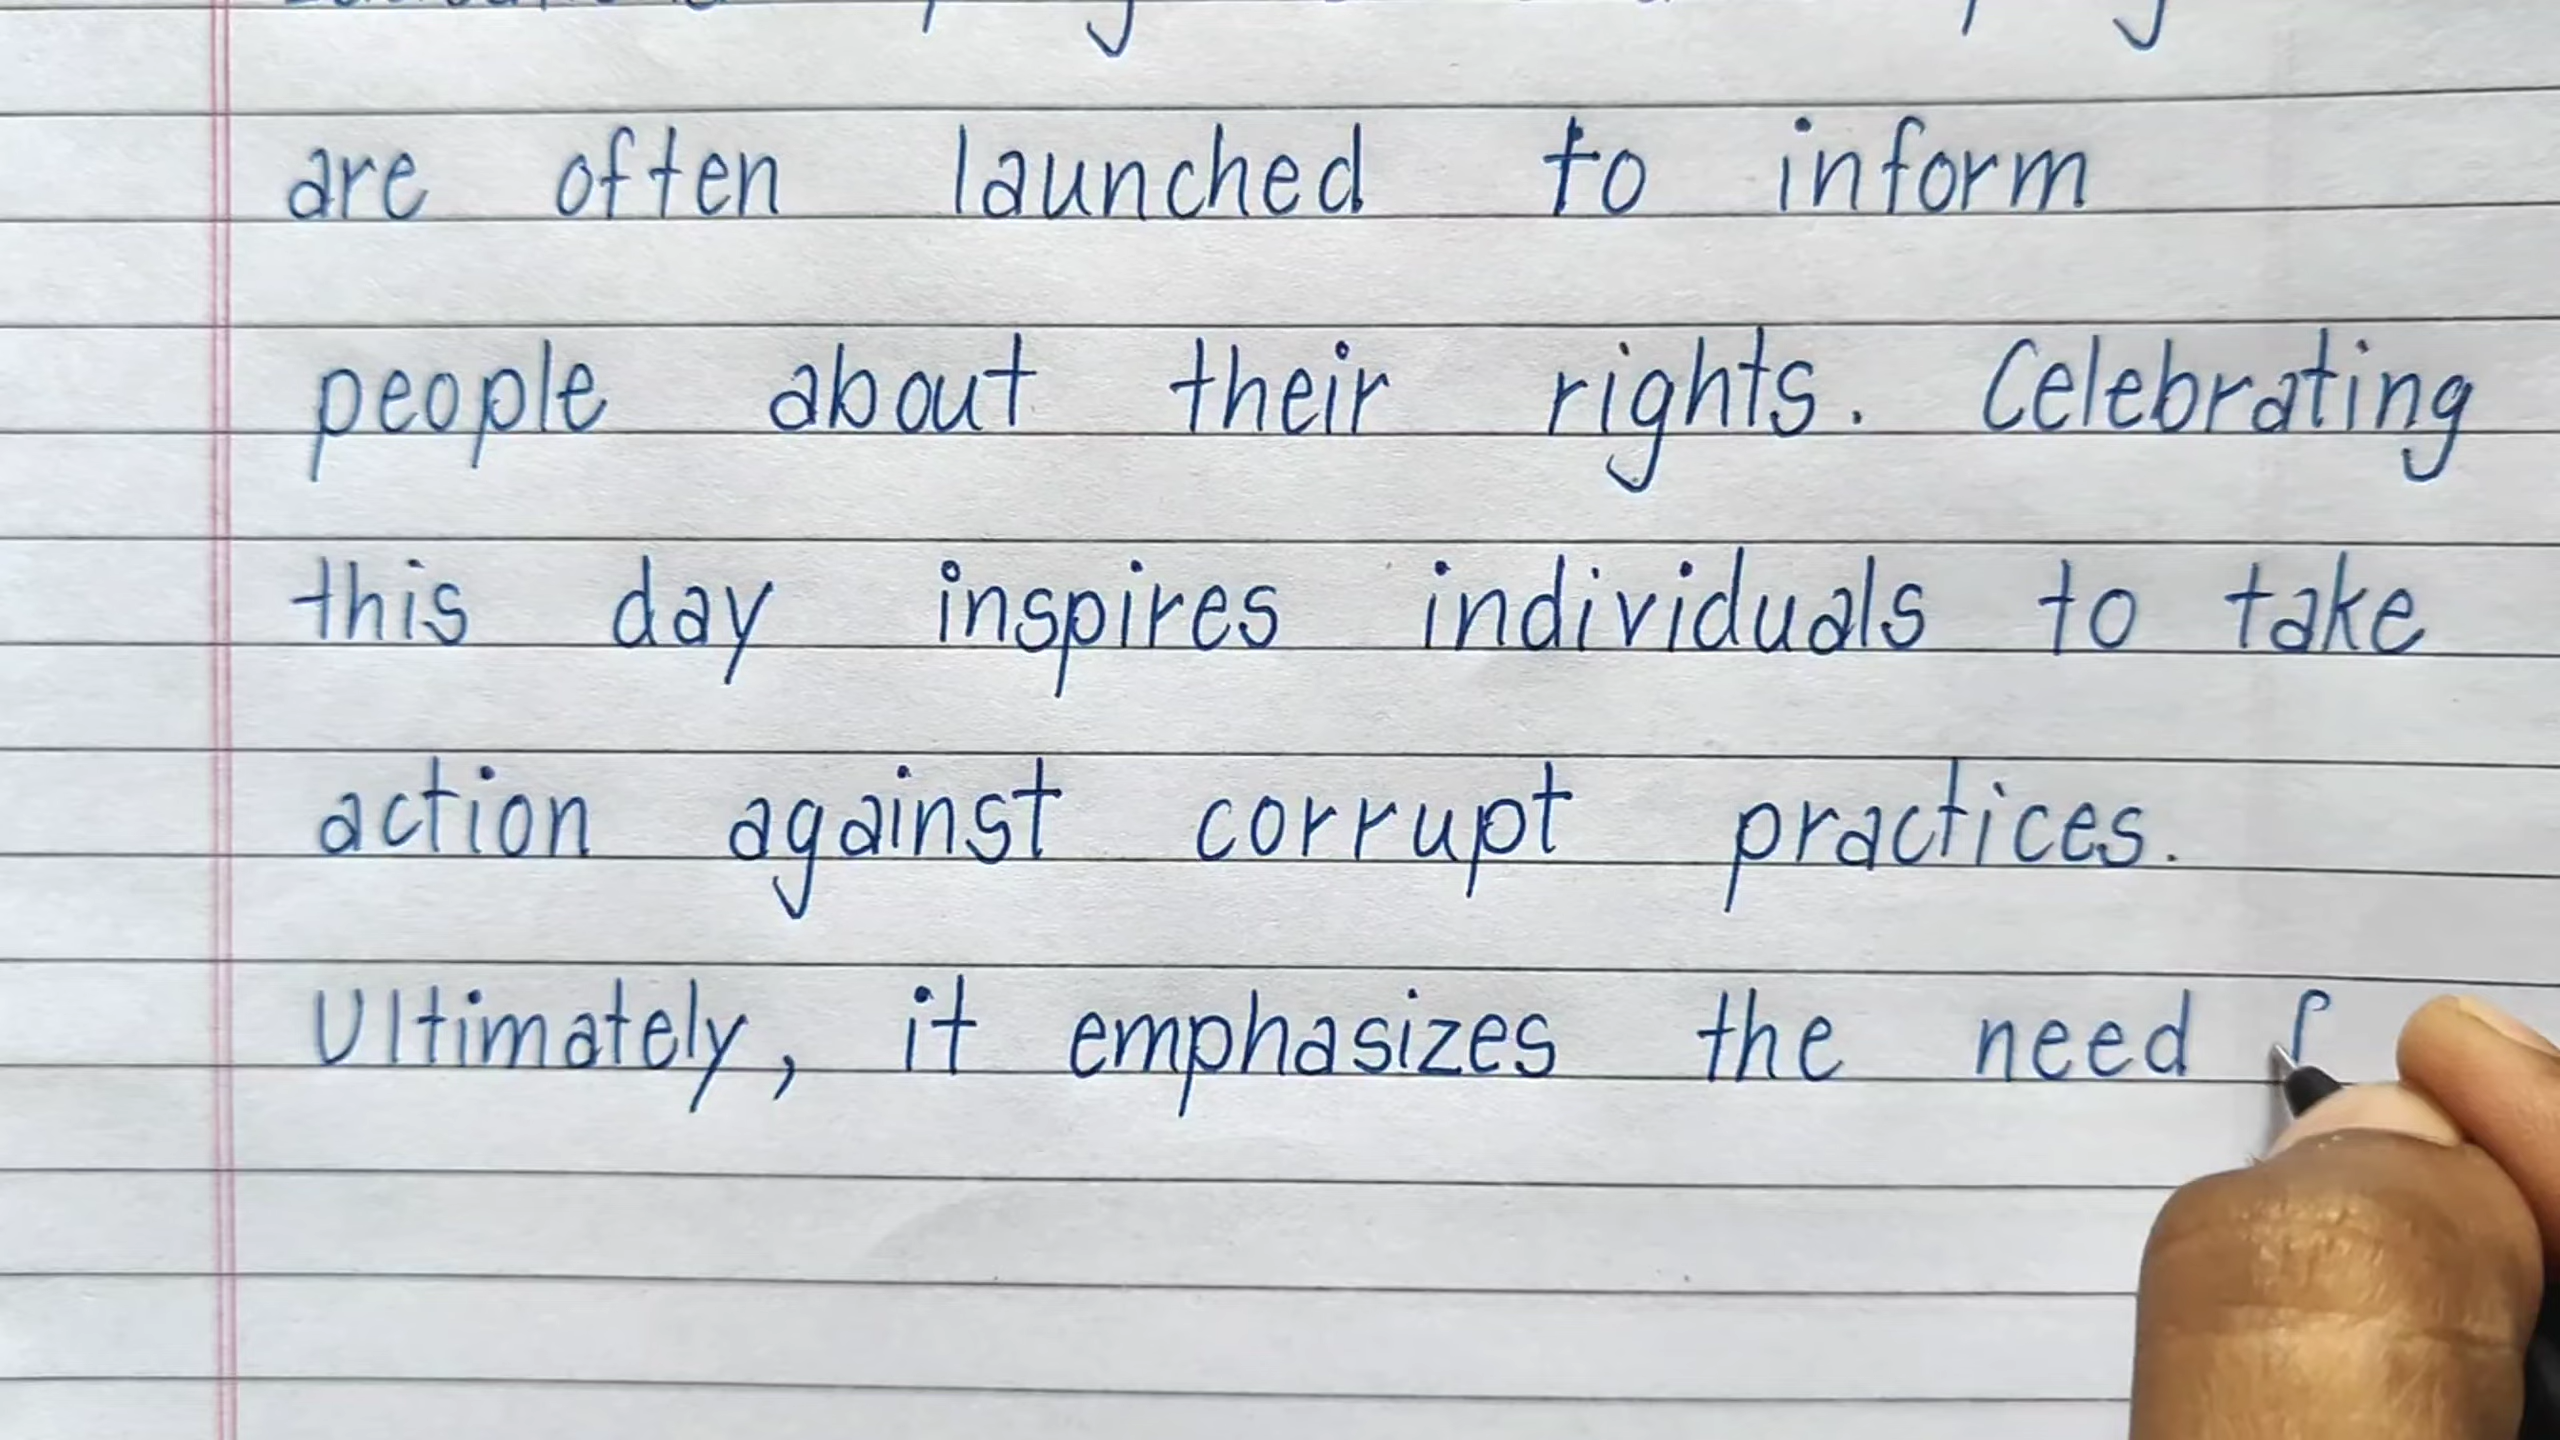 are often launched to inform
people about their rights. Celebrating
this day inspires individuals to take
action against corrupt practices.
Ultimately, it emphasizes the need f